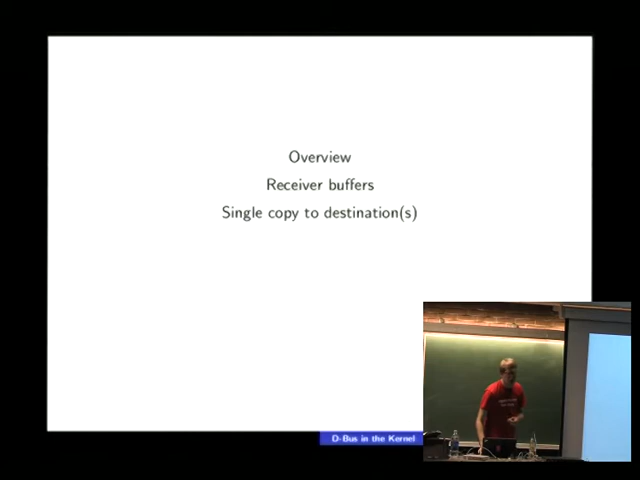 Overview
Receiver buffers
Single copy to destination(s)
D-Bus in the Kernel